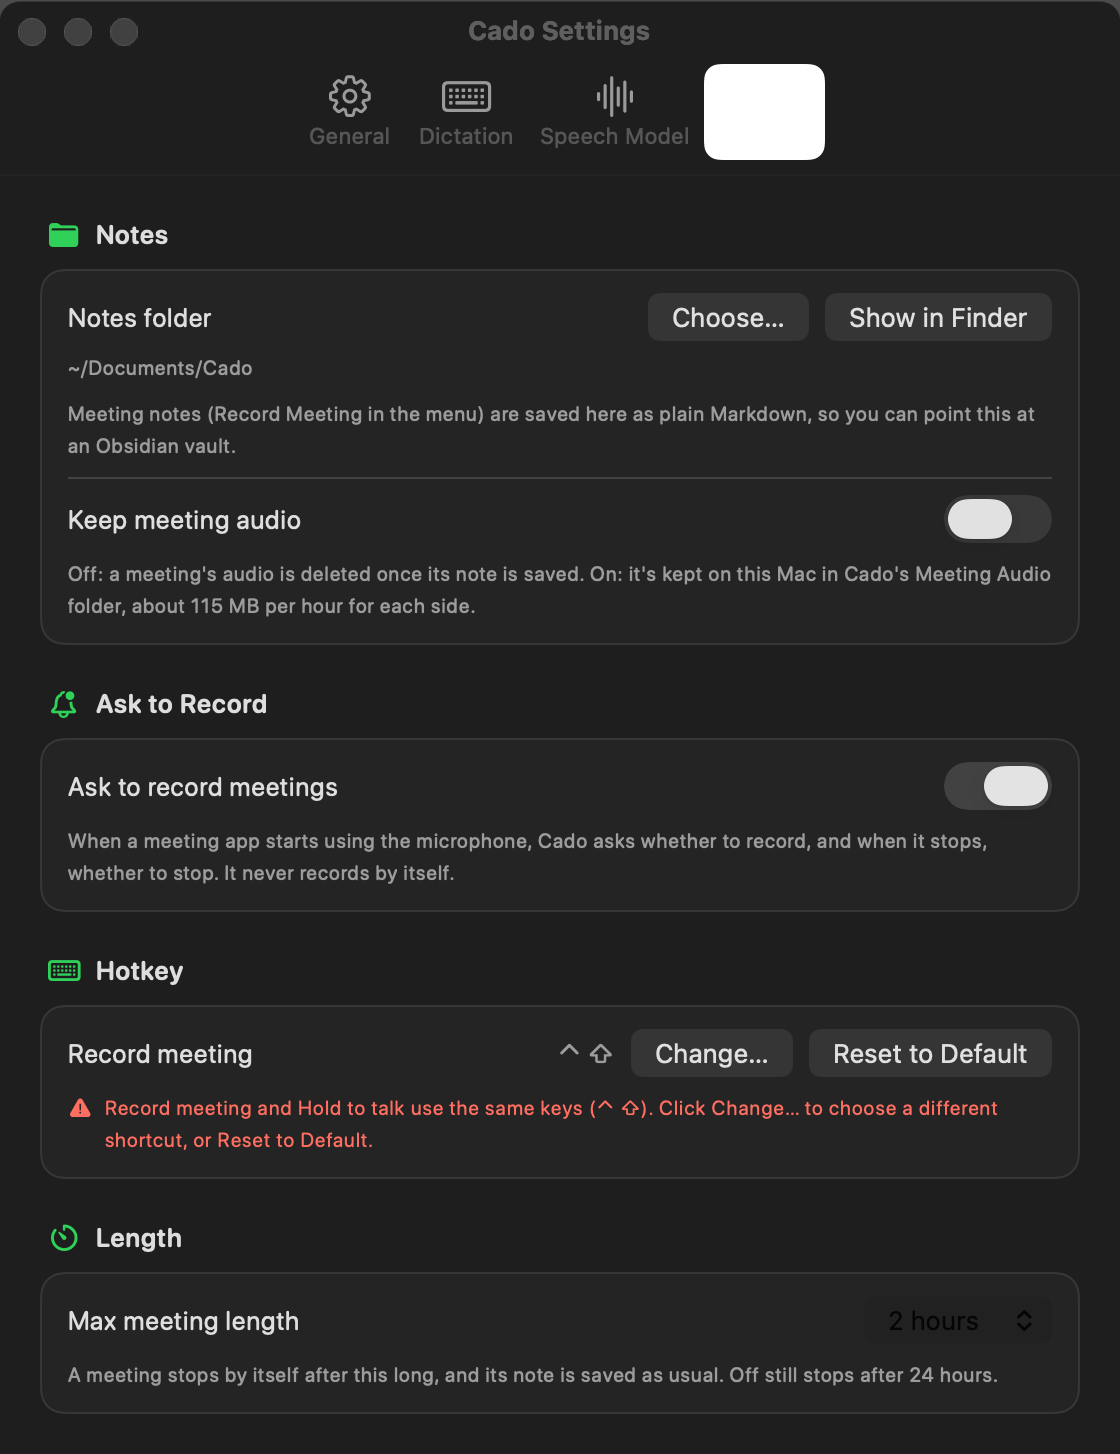 Cado Settings
General
Dictation
Speech Model
Notes
Notes folder
Choose...
Show in Finder
~/Documents/Cado
Meeting notes (Record Meeting in the menu) are saved here as plain Markdown, so you can point this at
an Obsidian vault.
Keep meeting audio
Off: a meeting's audio is deleted once its note is saved. On: it's kept on this Mac in Cado's Meeting Audio
folder, about 115 MB per hour for each side.
Ask to Record
Ask to record meetings
When a meeting app starts using the microphone, Cado asks whether to record, and when it stops,
whether to stop. It never records by itself.
Hotkey
Record meeting
⌃ ⇧
Change...
Reset to Default
Record meeting and Hold to talk use the same keys (⌃ ⇧). Click Change... to choose a different
shortcut, or Reset to Default.
Length
Max meeting length
2 hours
A meeting stops by itself after this long, and its note is saved as usual. Off still stops after 24 hours.